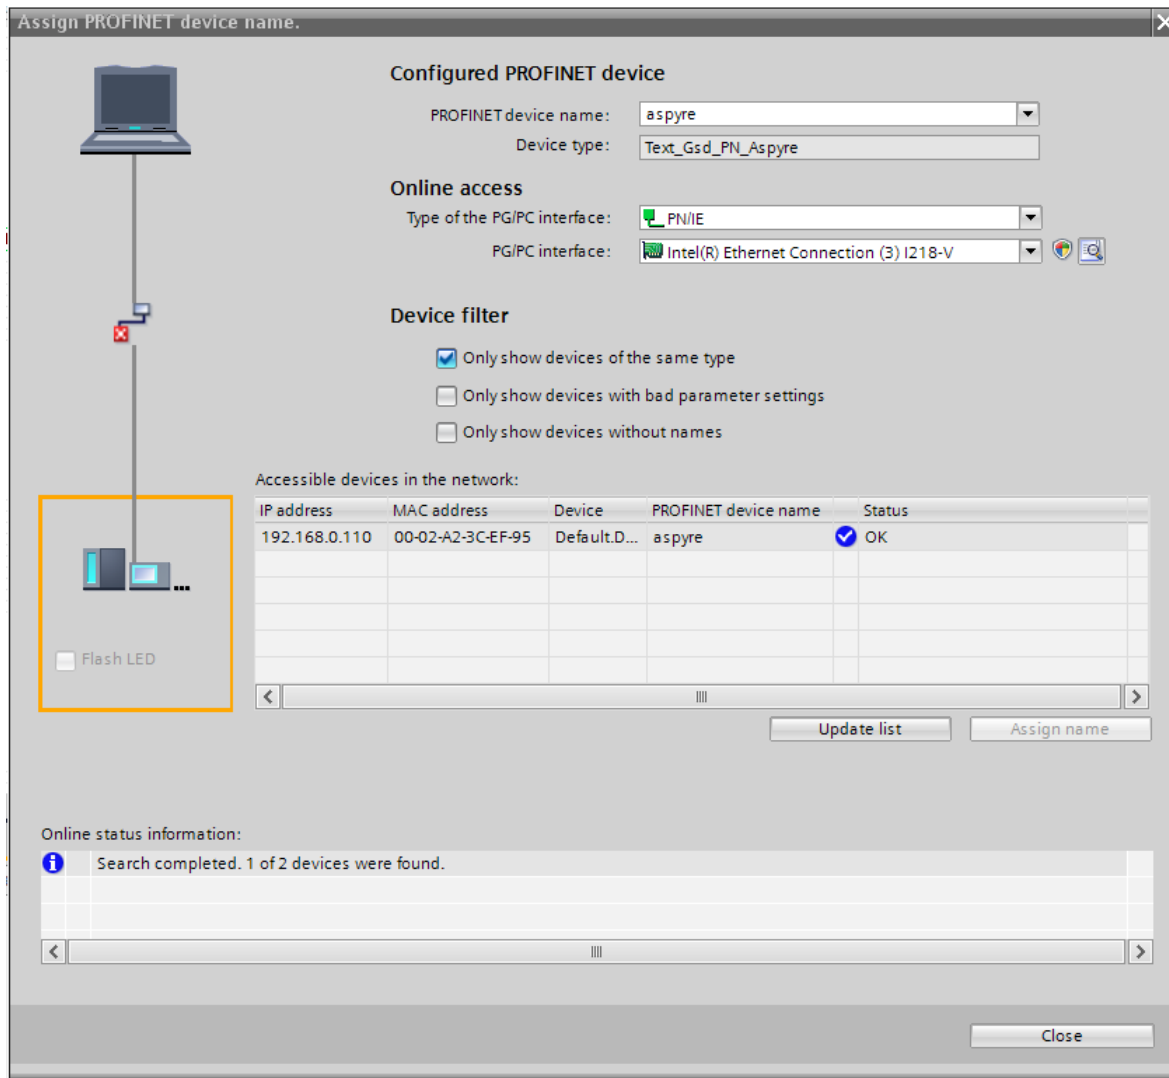 Assign PROFINET device name.
Configured PROFINET device
PROFINET device name: aspyre
Device type: Text_Gsd_PN_Aspyre
Online access
Type of the PG/PC interface: PN/IE
PG/PC interface: Intel(R) Ethernet Connection (3) I218-V
Device filter
Only show devices of the same type
Only show devices with bad parameter settings
Only show devices without names
Accessible devices in the network:
IP address MAC address Device PROFINET device name Status
192.168.0.110 00-02-A2-3C-EF-95 Default.D... aspyre OK
Flash LED
Update list Assign name
Online status information:
Search completed. 1 of 2 devices were found.
Close